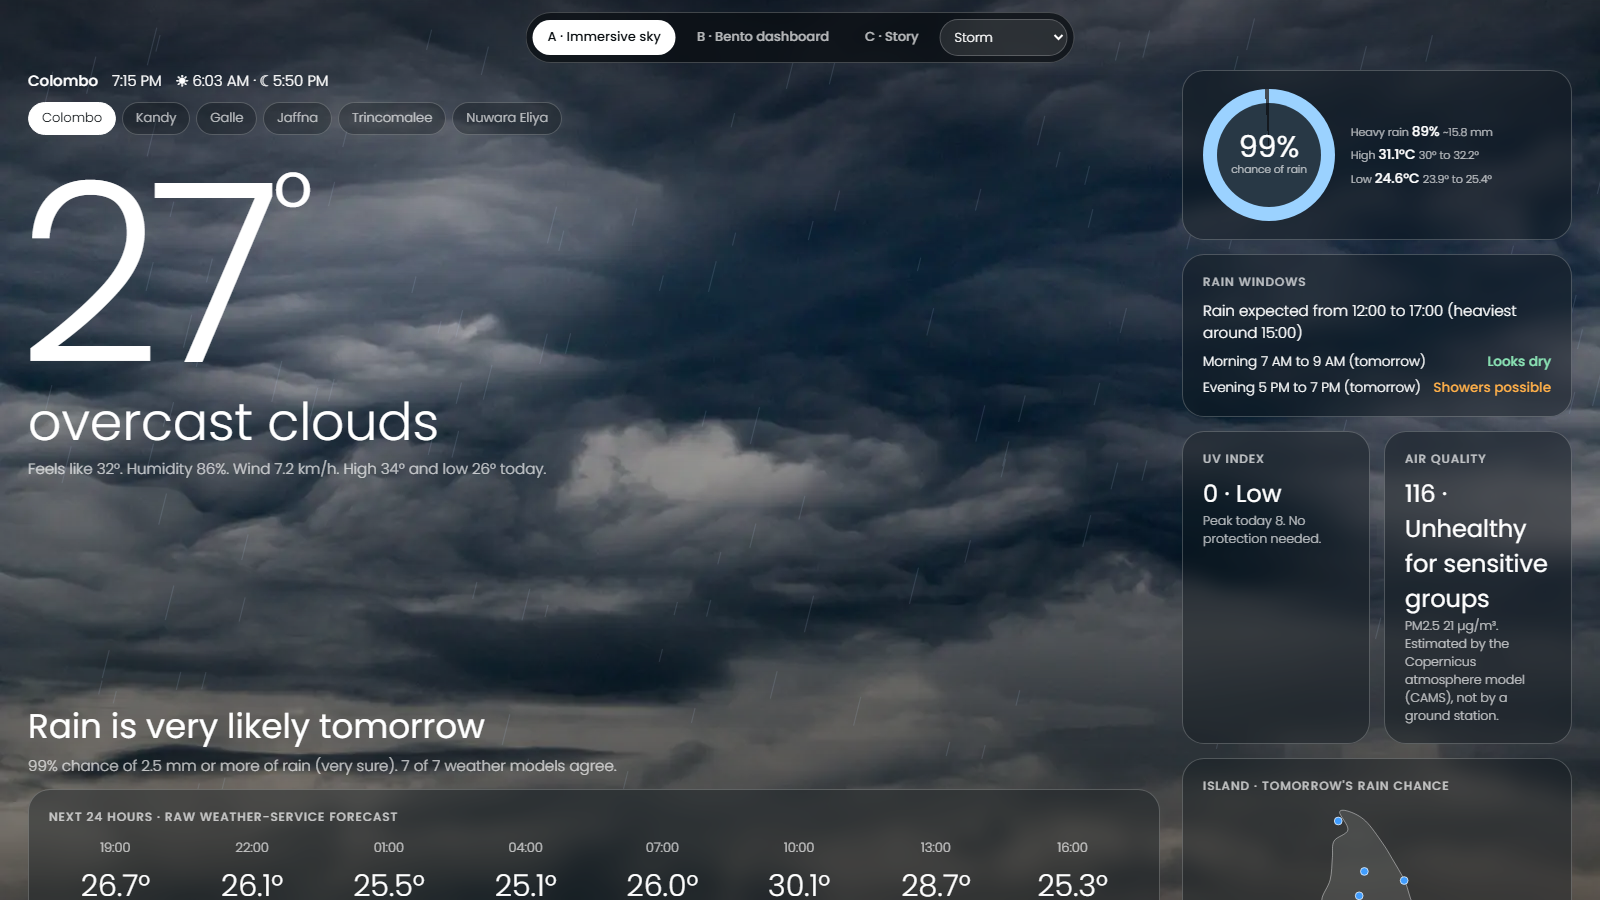 A · Immersive sky
B · Bento dashboard
C · Story
Storm
Colombo 7:15 PM ☀ 6:03 AM · ☾ 5:50 PM
Colombo
Kandy
Galle
Jaffna
Trincomalee
Nuwara Eliya
27°
overcast clouds
Feels like 32°. Humidity 86%. Wind 7.2 km/h. High 34° and low 26° today.
Rain is very likely tomorrow
99% chance of 2.5 mm or more of rain (very sure). 7 of 7 weather models agree.
NEXT 24 HOURS · RAW WEATHER-SERVICE FORECAST
19:00 22:00 01:00 04:00 07:00 10:00 13:00 16:00
26.7° 26.1° 25.5° 25.1° 26.0° 30.1° 28.7° 25.3°
99%
chance of rain
Heavy rain 89% ~15.8 mm
High 31.1°C 30° to 32.2°
Low 24.6°C 23.9° to 25.4°
RAIN WINDOWS
Rain expected from 12:00 to 17:00 (heaviest
around 15:00)
Morning 7 AM to 9 AM (tomorrow) Looks dry
Evening 5 PM to 7 PM (tomorrow) Showers possible
UV INDEX
0 · Low
Peak today 8. No
protection needed.
AIR QUALITY
116 ·
Unhealthy
for sensitive
groups
PM2.5 21 µg/m³.
Estimated by the
Copernicus
atmosphere model
(CAMS), not by a
ground station.
ISLAND · TOMORROW'S RAIN CHANCE